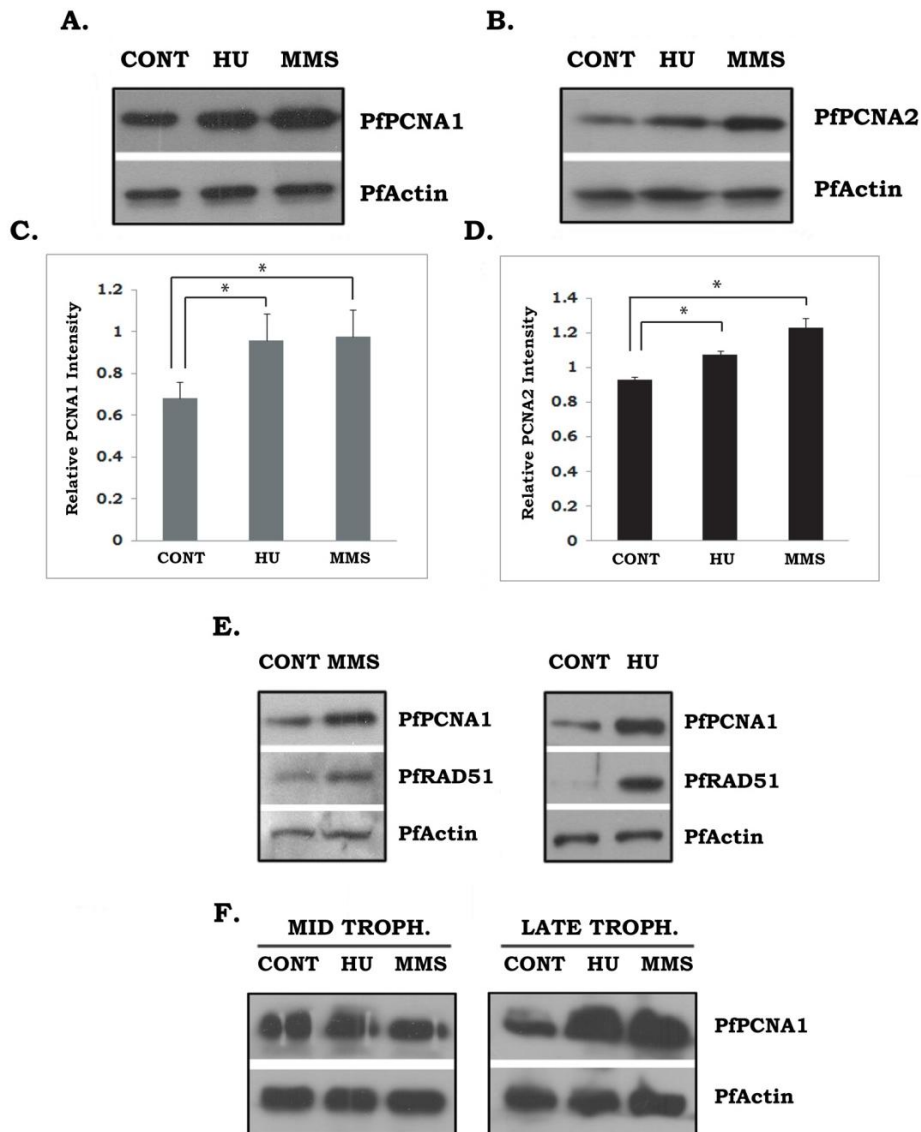 A.
CONT HU MMS
PfPCNA1
PfActin
B.
CONT HU MMS
PfPCNA2
PfActin
C.
Relative PCNA1 Intensity
1.2
1
0.8
0.6
0.4
0.2
0
* *
CONT HU MMS
D.
Relative PCNA2 Intensity
1.4
1.2
1
0.8
0.6
0.4
0.2
0
* *
CONT HU MMS
E.
CONT MMS
PfPCNA1
PfRAD51
PfActin
CONT HU
PfPCNA1
PfRAD51
PfActin
F.
MID TROPH.
CONT HU MMS
LATE TROPH.
CONT HU MMS
PfPCNA1
PfActin